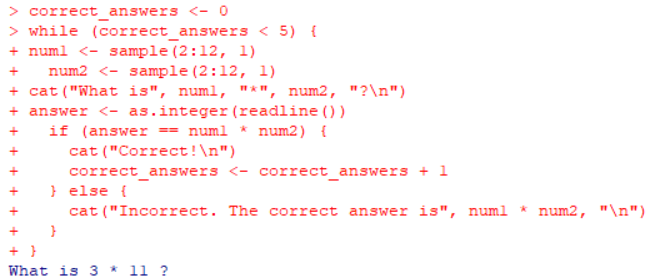 > correct_answers <- 0
> while (correct_answers < 5) {
+ num1 <- sample(2:12, 1)
+   num2 <- sample(2:12, 1)
+ cat("What is", num1, "*", num2, "?\n")
+ answer <- as.integer(readline())
+   if (answer == num1 * num2) {
+     cat("Correct!\n")
+     correct_answers <- correct_answers + 1
+   } else {
+     cat("Incorrect. The correct answer is", num1 * num2, "\n")
+   }
+ }
What is 3 * 11 ?